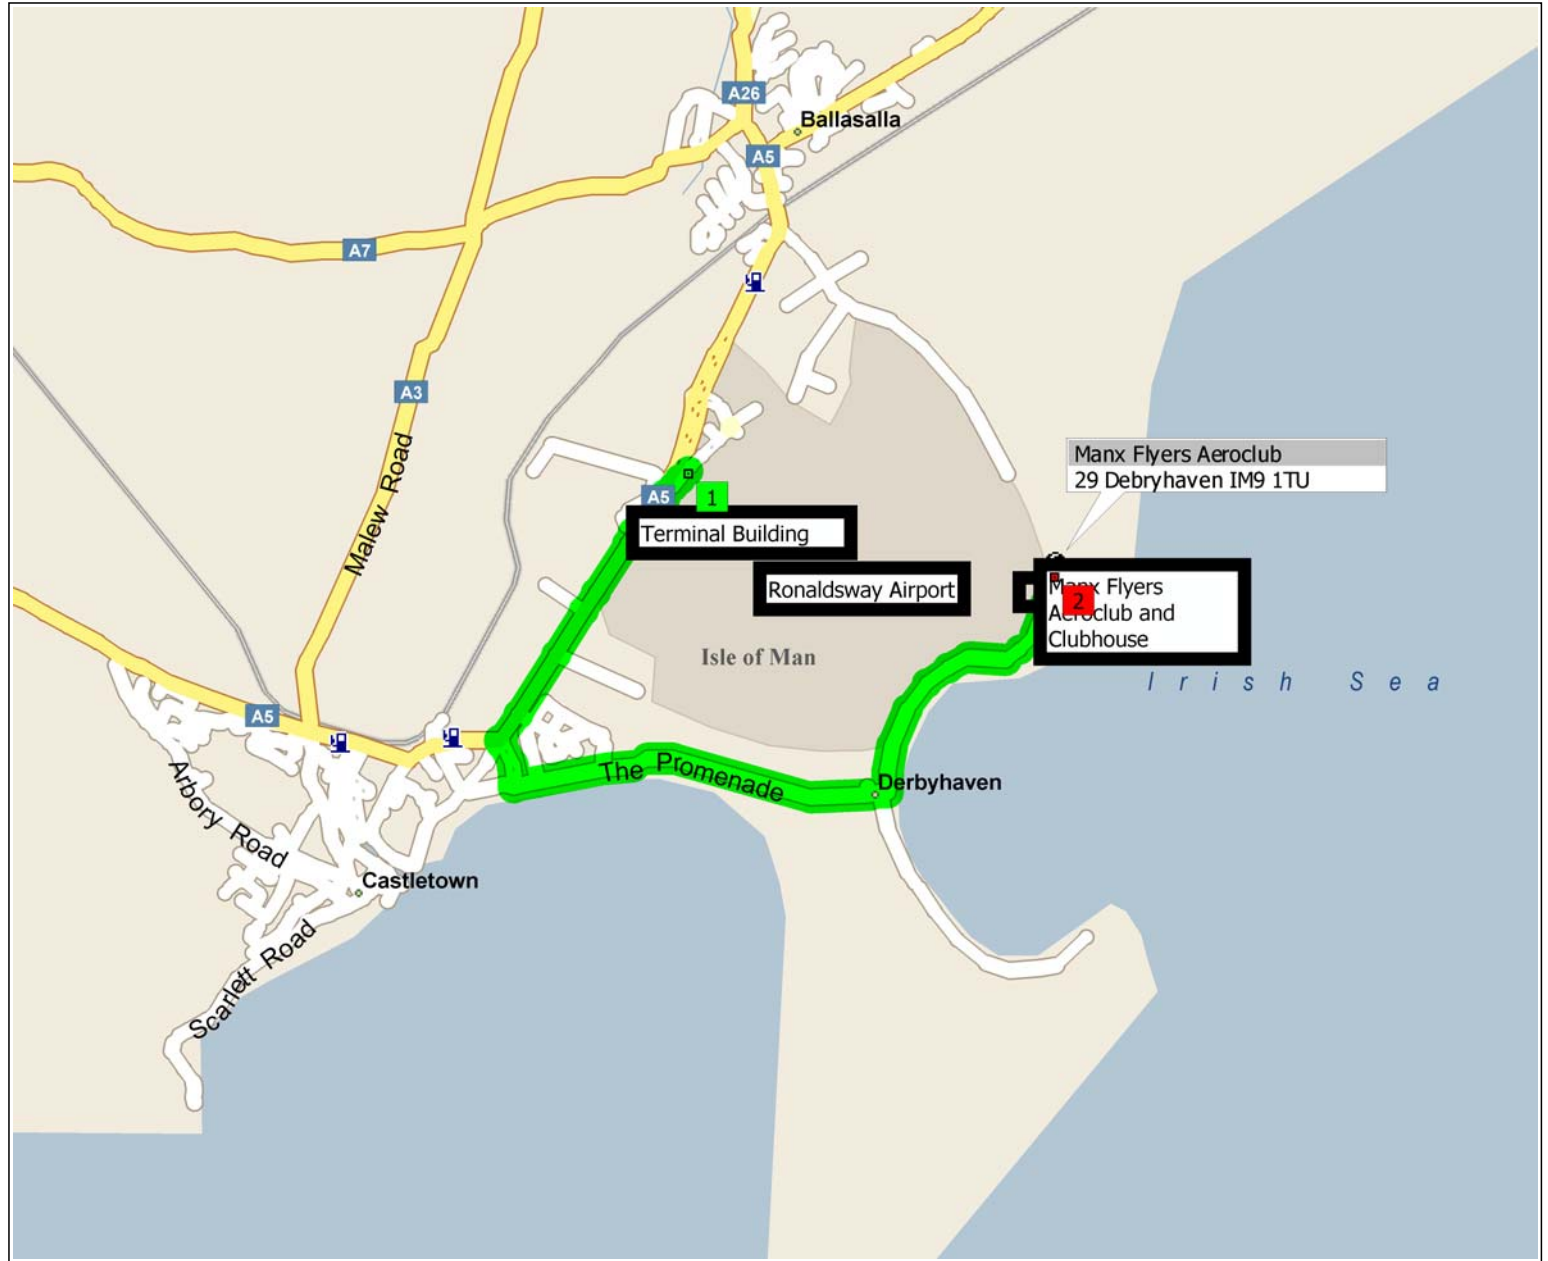 A26
Ballasalla
A5
A7
A3
Malew Road
Manx Flyers Aeroclub
29 Debryhaven IM9 1TU
A5
1
Terminal Building
Ronaldsway Airport
Manx Flyers
Aeroclub and
Clubhouse
2
Isle of Man
Irish Sea
A5
The Promenade
Derbyhaven
Arbory Road
Castletown
Scarlett Road